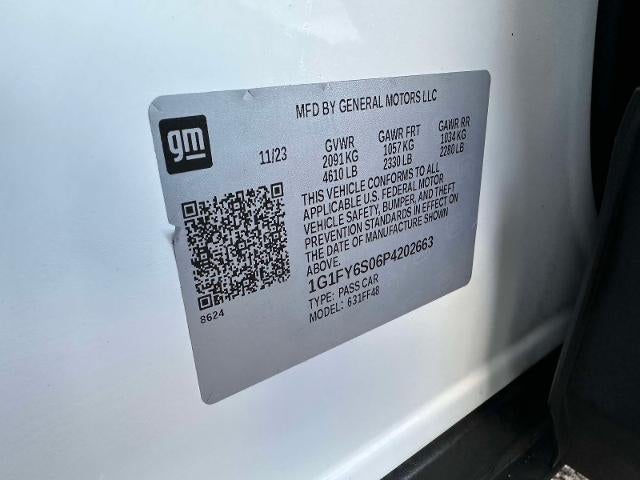 MFD BY GENERAL MOTORS LLC
gm
11/23
GVWR GAWR FRT GAWR RR
2091 KG 1057 KG 1034 KG
4610 LB 2330 LB 2280 LB
THIS VEHICLE CONFORMS TO ALL
APPLICABLE U.S. FEDERAL MOTOR
VEHICLE SAFETY, BUMPER, AND THEFT
PREVENTION STANDARDS IN EFFECT ON
THE DATE OF MANUFACTURE SHOWN
ABOVE.
1G1FY6S06P4202663
TYPE: PASS CAR
MODEL: 631FF48
8624